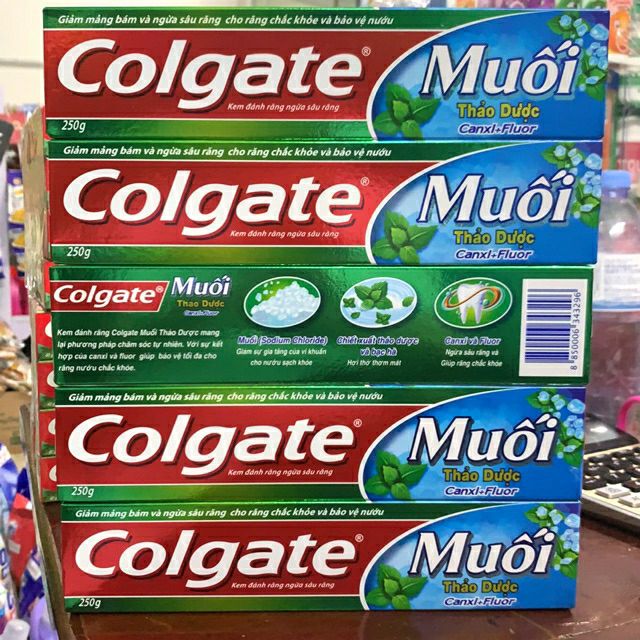 Giảm mảng bám và ngừa sâu răng cho răng chắc khỏe và bảo vệ nướu
Colgate®
Muối
Thảo Dược
Canxi+Fluor
Kem đánh răng ngừa sâu răng
250g
Giảm mảng bám và ngừa sâu răng cho răng chắc khỏe và bảo vệ nướu
Colgate®
Muối
Thảo Dược
Canxi+Fluor
Kem đánh răng ngừa sâu răng
250g
Colgate®
Muối
Thảo Dược
Canxi+Fluor
Kem đánh răng Colgate Muối Thảo Dược mang
lại phương pháp chăm sóc tự nhiên. Với sự kết
hợp của canxi và fluor giúp bảo vệ tối đa cho
răng nướu chắc khỏe.
Muối (Sodium Chloride)
Giảm sự gia tăng của vi khuẩn
cho nướu sạch khỏe
Chiết xuất thảo dược
và bạc hà
Hơi thở thơm mát
Canxi và Fluor
Ngừa sâu răng và
Giúp răng chắc khỏe
8 850006 343296
Giảm mảng bám và ngừa sâu răng cho răng chắc khỏe và bảo vệ nướu
Colgate®
Muối
Thảo Dược
Canxi+Fluor
Kem đánh răng ngừa sâu răng
250g
Giảm mảng bám và ngừa sâu răng cho răng chắc khỏe và bảo vệ nướu
Colgate®
Muối
Thảo Dược
Canxi+Fluor
Kem đánh răng ngừa sâu răng
250g